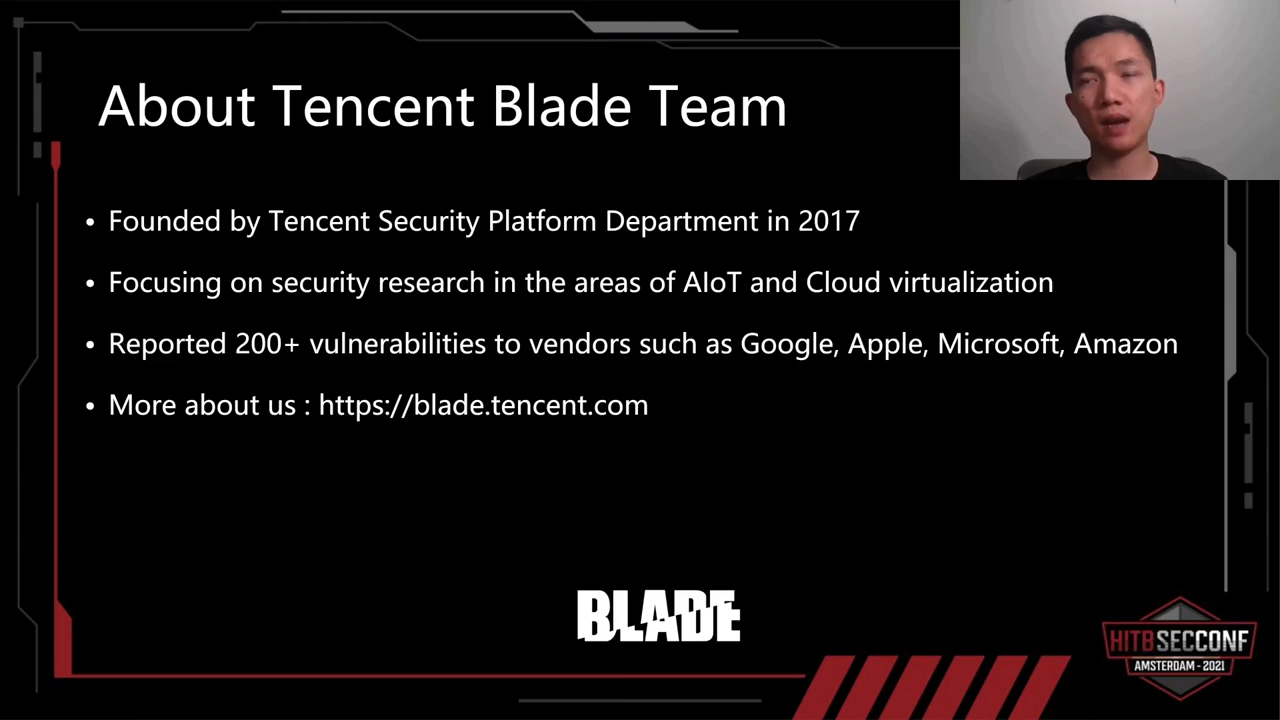 About Tencent Blade Team
• Founded by Tencent Security Platform Department in 2017
• Focusing on security research in the areas of AIoT and Cloud virtualization
• Reported 200+ vulnerabilities to vendors such as Google, Apple, Microsoft, Amazon
• More about us : https://blade.tencent.com
BLADE
HITBSECCONF
AMSTERDAM - 2021